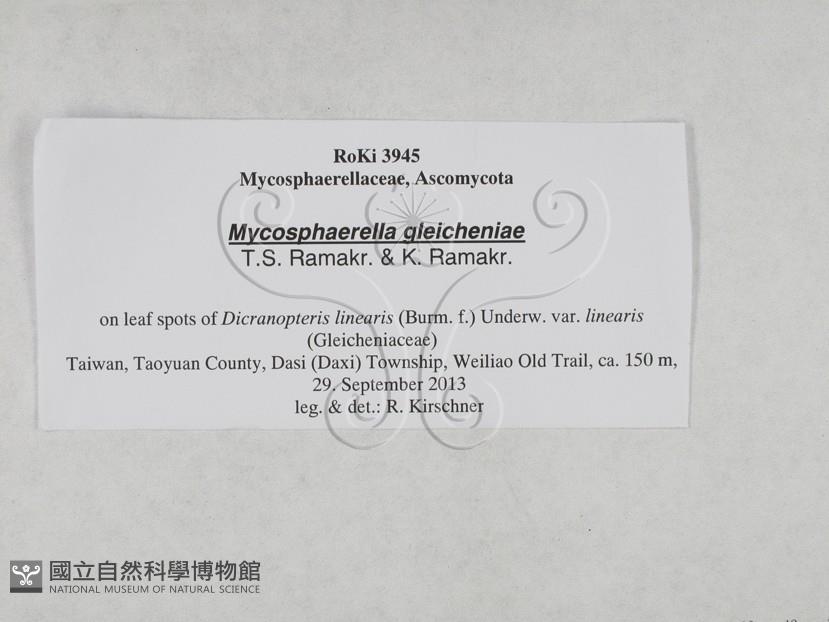 RoKi 3945
Mycosphaerellaceae, Ascomycota
Mycosphaerella gleicheniae
T.S. Ramakr. & K. Ramakr.
on leaf spots of Dicranopteris linearis (Burm. f.) Underw. var. linearis
(Gleicheniaceae)
Taiwan, Taoyuan County, Dasi (Daxi) Township, Weiliao Old Trail, ca. 150 m,
29. September 2013
leg. & det.: R. Kirschner
國立自然科學博物館
NATIONAL MUSEUM OF NATURAL SCIENCE